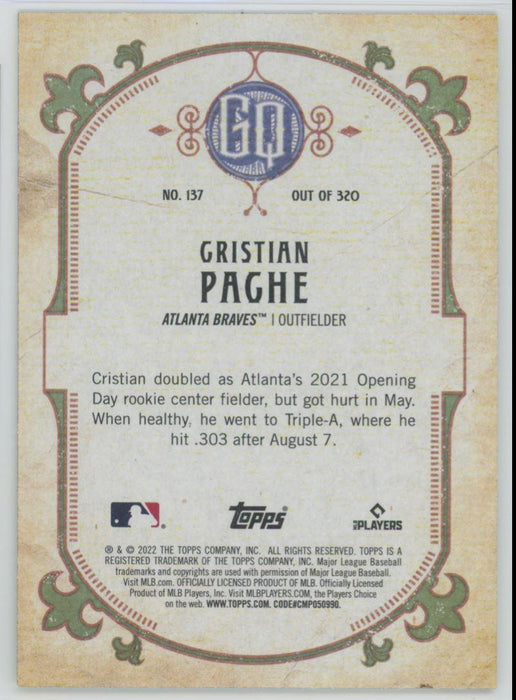 GQ
NO. 137 OUT OF 320
CRISTIAN
PACHE
ATLANTA BRAVES™ | OUTFIELDER
Cristian doubled as Atlanta's 2021 Opening
Day rookie center fielder, but got hurt in May.
When healthy, he went to Triple-A, where he
hit .303 after August 7.
Topps
MLB PLAYERS
® & © 2022 THE TOPPS COMPANY, INC. ALL RIGHTS RESERVED. TOPPS IS A
REGISTERED TRADEMARK OF THE TOPPS COMPANY, INC. Major League Baseball
trademarks and copyrights are used with permission of Major League Baseball.
Visit MLB.com. OFFICIALLY LICENSED PRODUCT OF MLB. Officially Licensed
Product of MLB Players, Inc. Visit MLBPLAYERS.COM, the Players Choice
on the web. WWW.TOPPS.COM. CODE#CMP050990.